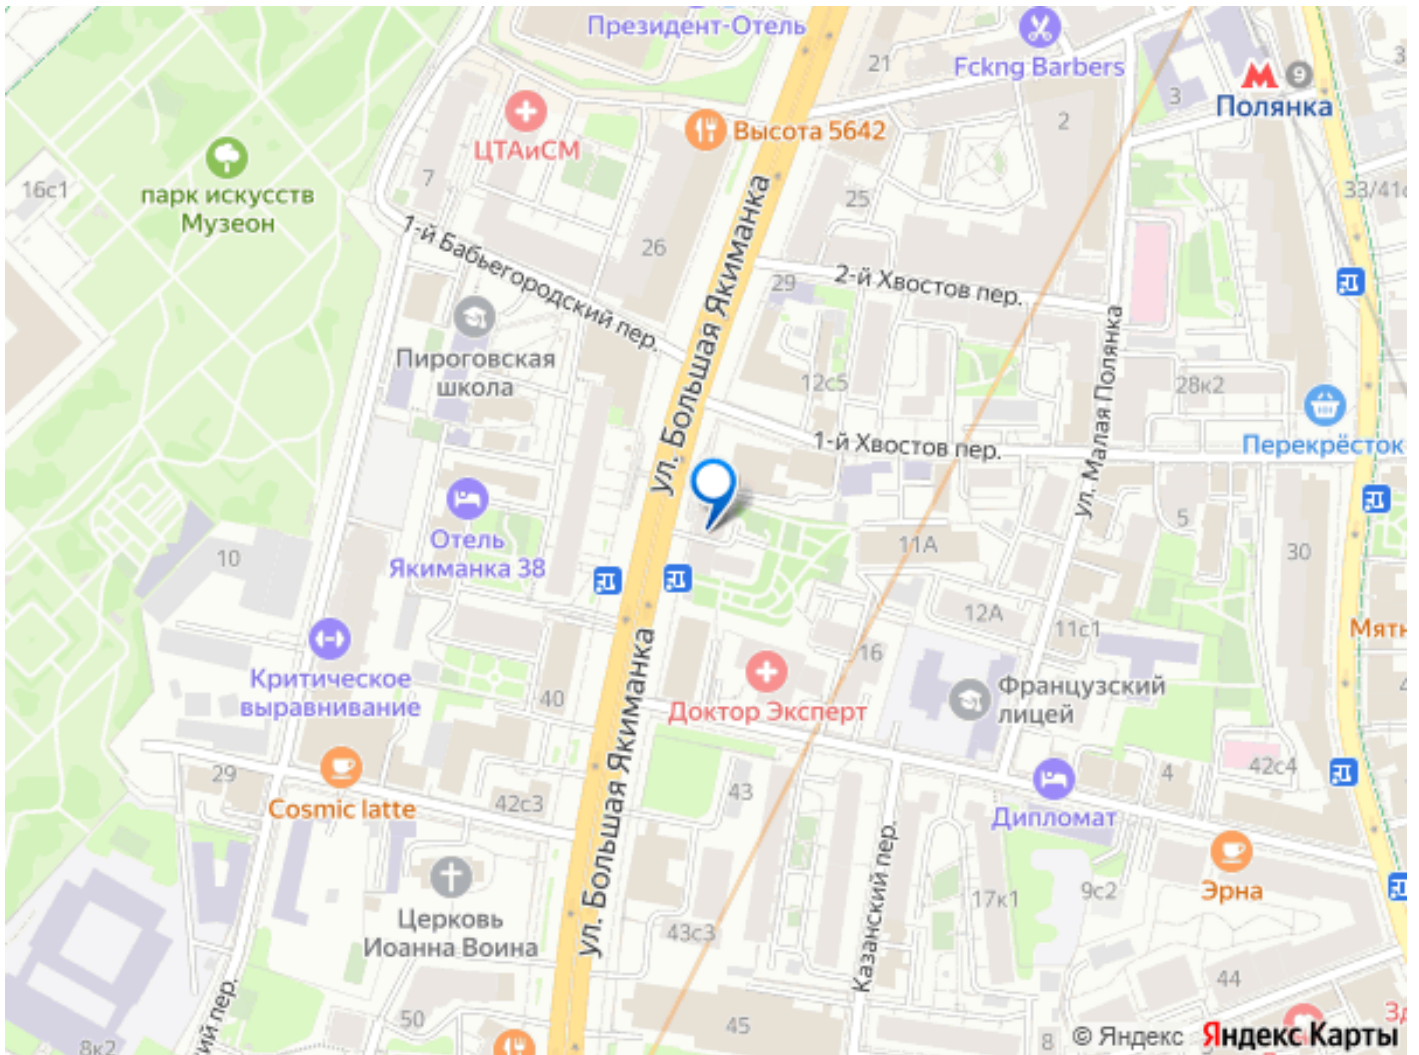 Президент-Отель
21
Fckng Barbers
9
Полянка
3
2
ЦТАиСМ
Высота 5642
7
16с1
парк искусств
Музеон
25
33/41с
1-й Бабьегородский пер.
26
ул. Большая Якиманка
29
2-й Хвостов пер.
Пироговская
школа
12с5
28к2
ул. Малая Полянка
Перекрёсток
1-й Хвостов пер.
Отель
Якиманка 38
10
11А
5
30
12А
11с1
Мятн
Критическое
выравнивание
40
16
Доктор Эксперт
Французский
лицей
ул. Большая Якиманка
29
Cosmic latte
42с3
43
4
42с4
Дипломат
Церковь
Иоанна Воина
43с3
Казанский пер.
17к1
9с2
Эрна
44
50
45
8
8к2
ий пер.
© Яндекс Яндекс Карты